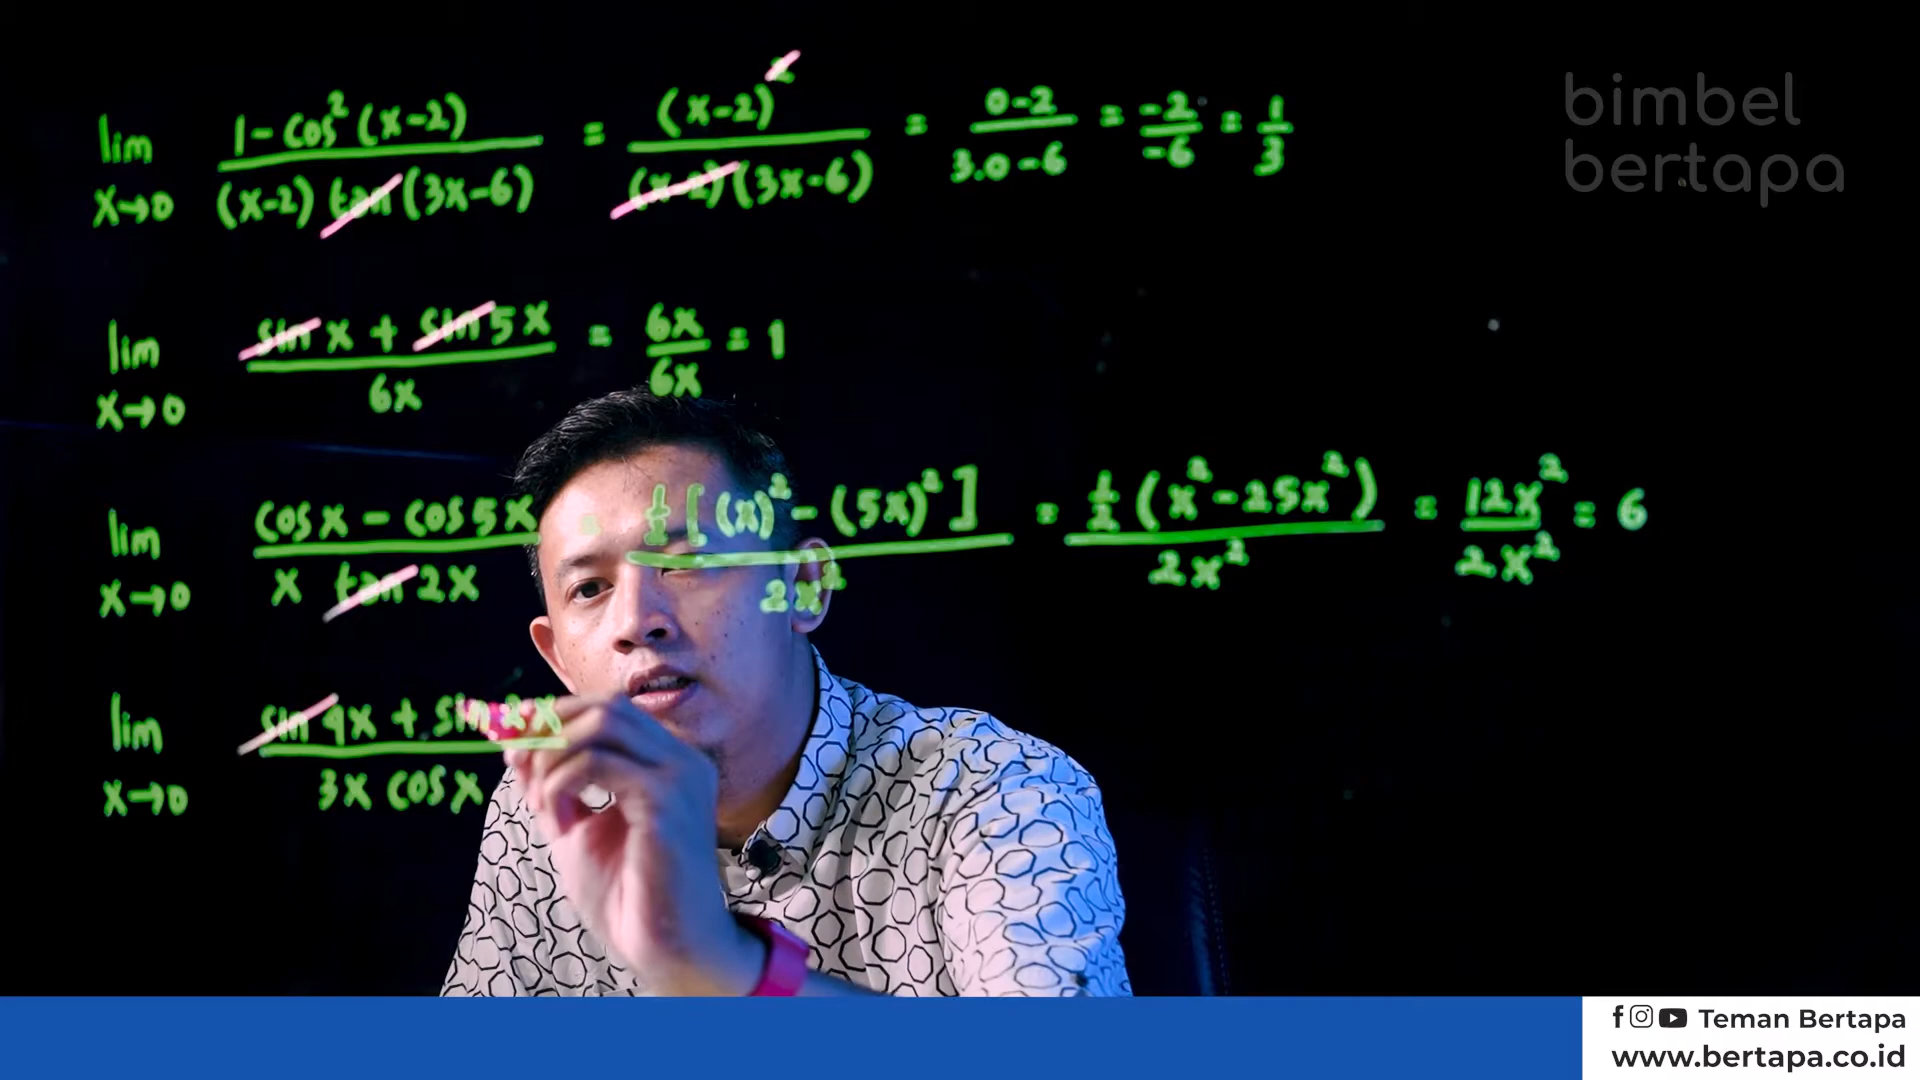 bimbel
bertapa
lim x→0 1 - cos²(x-2) / (x-2) tan (3x-6) = (x-2)² / (x-2)(3x-6) = 0-2 / 3.0-6 = -2 / -6 = 1 / 3
lim x→0 sin x + sin 5x / 6x = 6x / 6x = 1
lim x→0 cos x - cos 5x / x tan 2x = 1/2 [(x)² - (5x)²] / 2x² = 1/2 (x² - 25x²) / 2x² = 12x² / 2x² = 6
lim x→0 sin 4x + sin 2x / 3x cos x
Teman Bertapa
www.bertapa.co.id